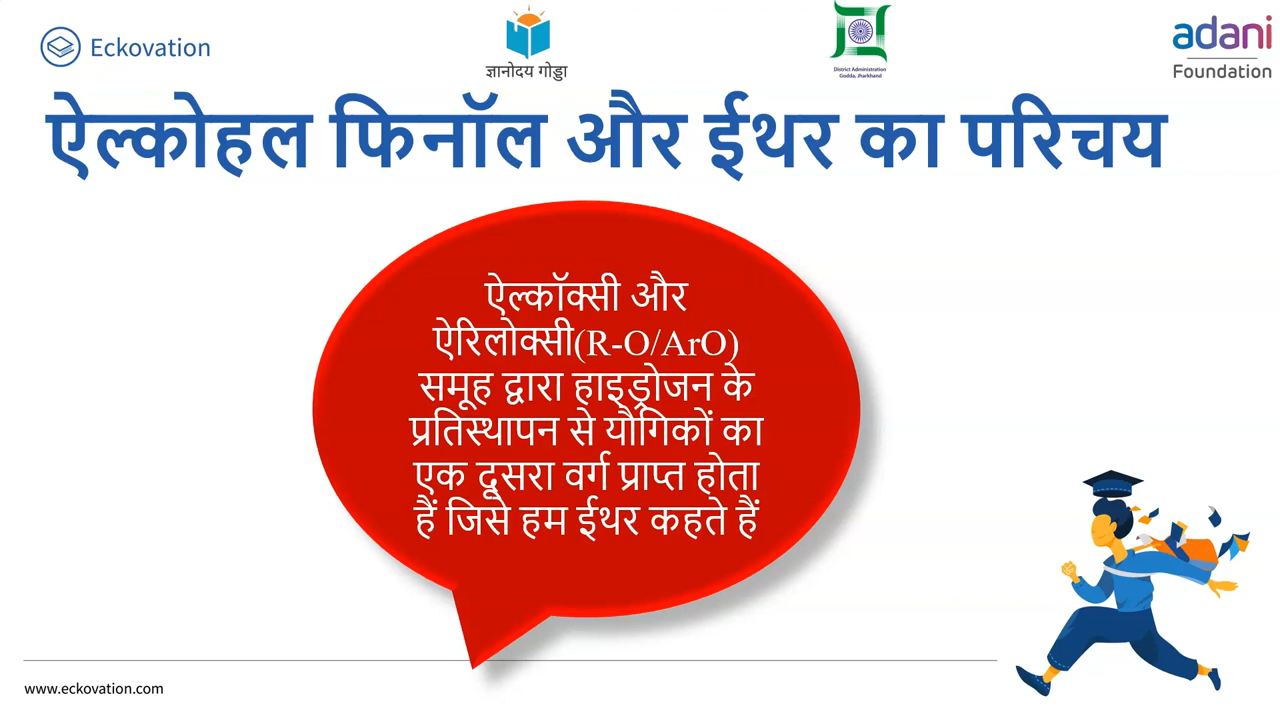 Eckovation
ज्ञानोदय गोड्डा
District Administration
Godda, Jharkhand
adani
Foundation
ऐल्कोहल फिनॉल और ईथर का परिचय
ऐल्कॉक्सी और
ऐरिलोक्सी(R-O/ArO)
समूह द्वारा हाइड्रोजन के
प्रतिस्थापन से यौगिकों का
एक दूसरा वर्ग प्राप्त होता
हैं जिसे हम ईथर कहते हैं
www.eckovation.com